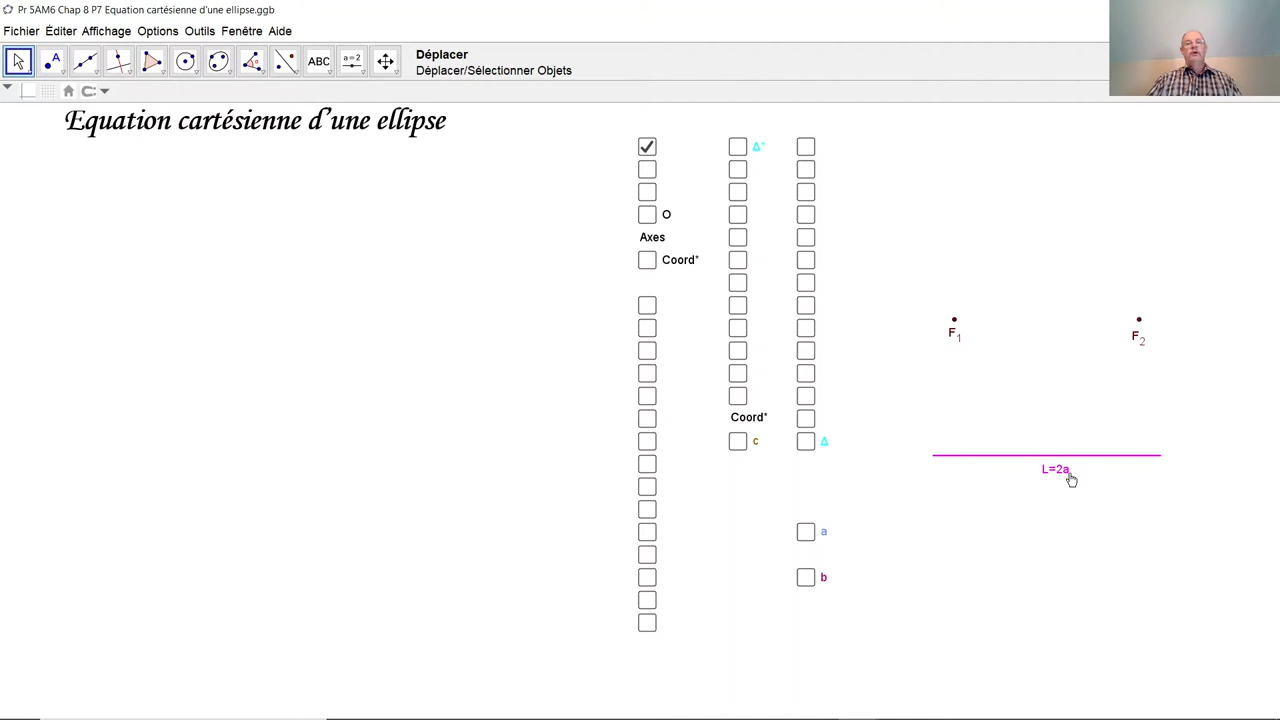 Pr 5AM6 Chap 8 P7 Equation cartésienne d'une ellipse.ggb
Fichier Éditer Affichage Options Outils Fenêtre Aide
A
ABC
a=2
Déplacer
Déplacer/Sélectionner Objets
Equation cartésienne d'une ellipse
Δ*
O
Axes
Coord*
Coord*
c
Δ
a
b
F1
F2
L=2a